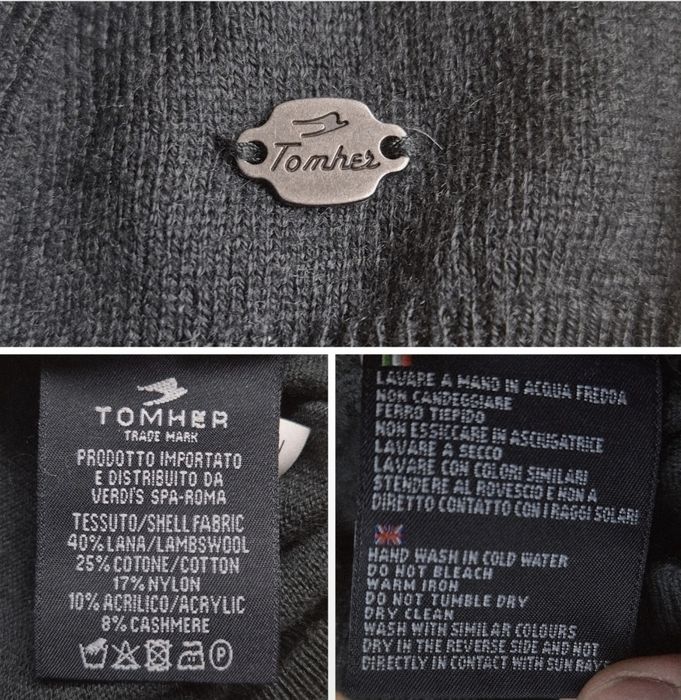 Tomher
TOMHER
TRADE MARK
PRODOTTO IMPORTATO
E DISTRIBUITO DA
VERDI'S SPA-ROMA
TESSUTO/SHELL FABRIC
40% LANA/LAMBSWOOL
25% COTONE/COTTON
17% NYLON
10% ACRILICO/ACRYLIC
8% CASHMERE
P
LAVARE A MANO IN ACQUA FREDDA
NON CANDEGGIARE
FERRO TIEPIDO
NON ESSICCARE IN ASCIUGATRICE
LAVARE A SECCO
LAVARE CON COLORI SIMILARI
STENDERE AL ROVESCIO E NON A
DIRETTO CONTATTO CON I RAGGI SOLARI
HAND WASH IN COLD WATER
DO NOT BLEACH
WARM IRON
DO NOT TUMBLE DRY
DRY CLEAN
WASH WITH SIMILAR COLOURS
DRY IN THE REVERSE SIDE AND NOT
DIRECTLY IN CONTACT WITH SUN RAYS